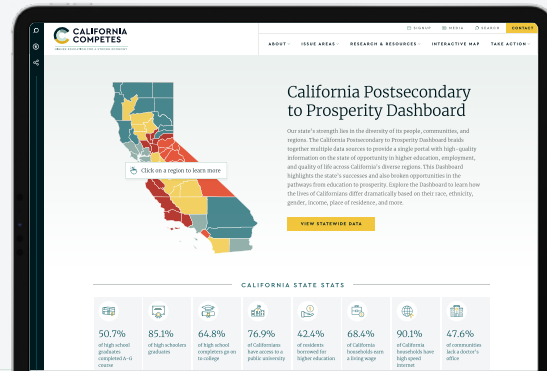 SIGNUP MEDIA SEARCH CONTACT
CALIFORNIA
COMPETES
ABOUT ISSUE AREAS RESEARCH & RESOURCES INTERACTIVE MAP TAKE ACTION
California Postsecondary
to Prosperity Dashboard
Our state's strength lies in the diversity of its people, communities, and
regions. The California Postsecondary to Prosperity Dashboard braids
together multiple data sources to provide a single portal with high-quality
information on the state of opportunity in higher education, employment,
and quality of life across California's diverse regions. This Dashboard
highlights the state's successes and also broken opportunities in the
pathways from education to prosperity. Explore the Dashboard to learn how
the lives of Californians differ dramatically based on their race, ethnicity,
gender, income, place of residence, and more.
Click on a region to learn more
VIEW STATEWIDE DATA
CALIFORNIA STATE STATS
50.7% 85.1% 64.8% 76.9% 42.4% 68.4% 90.1% 47.6%
of high school of high schoolers of high school of Californians of residents of California of California of communities
graduates graduates completers go on have access to a borrowed for households earn households have lack a doctor's
completed A-G to college public university higher education a living wage high speed office
course internet